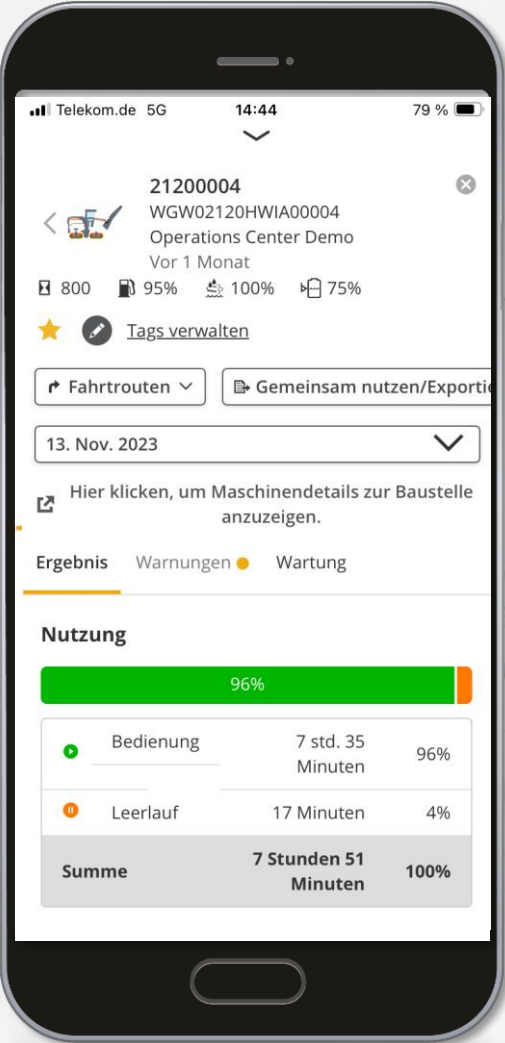 Telekom.de 5G 14:44 79 %
21200004
WGW02120HWIA00004
Operations Center Demo
Vor 1 Monat
800 95% 100% 75%
Tags verwalten
Fahrtrouten Gemeinsam nutzen/Exportie
13. Nov. 2023
Hier klicken, um Maschinendetails zur Baustelle
anzuzeigen.
Ergebnis Warnungen Wartung
Nutzung
96%
Bedienung 7 std. 35
Minuten 96%
Leerlauf 17 Minuten 4%
Summe 7 Stunden 51
Minuten 100%